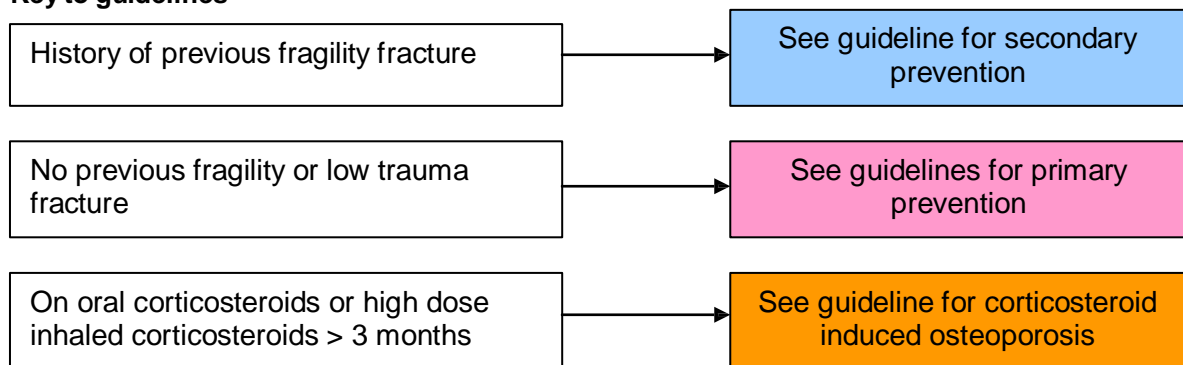 Key to guidelines
History of previous fragility fracture
See guideline for secondary
prevention
No previous fragility or low trauma
fracture
See guidelines for primary
prevention
On oral corticosteroids or high dose
inhaled corticosteroids > 3 months
See guideline for corticosteroid
induced osteoporosis